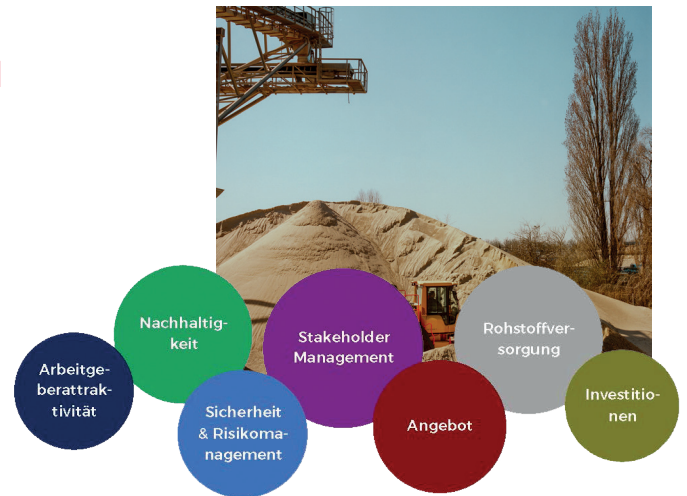 Arbeitge-
berattrak-
tivität
Nachhaltig-
keit
Sicherheit
& Risikoma-
nagement
Stakeholder
Management
Angebot
Rohstoffver-
sorgung
Investitio-
nen